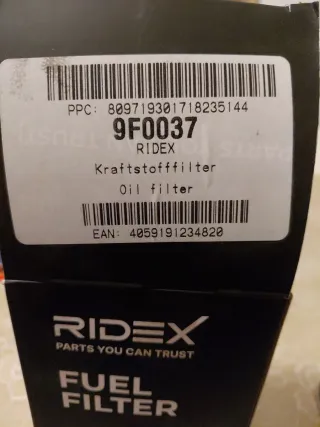 PPC: 809719301718235144
9F0037
RIDEX
Kraftstofffilter
Oil filter
EAN: 4059191234820
RIDEX
PARTS YOU CAN TRUST
FUEL
FILTER